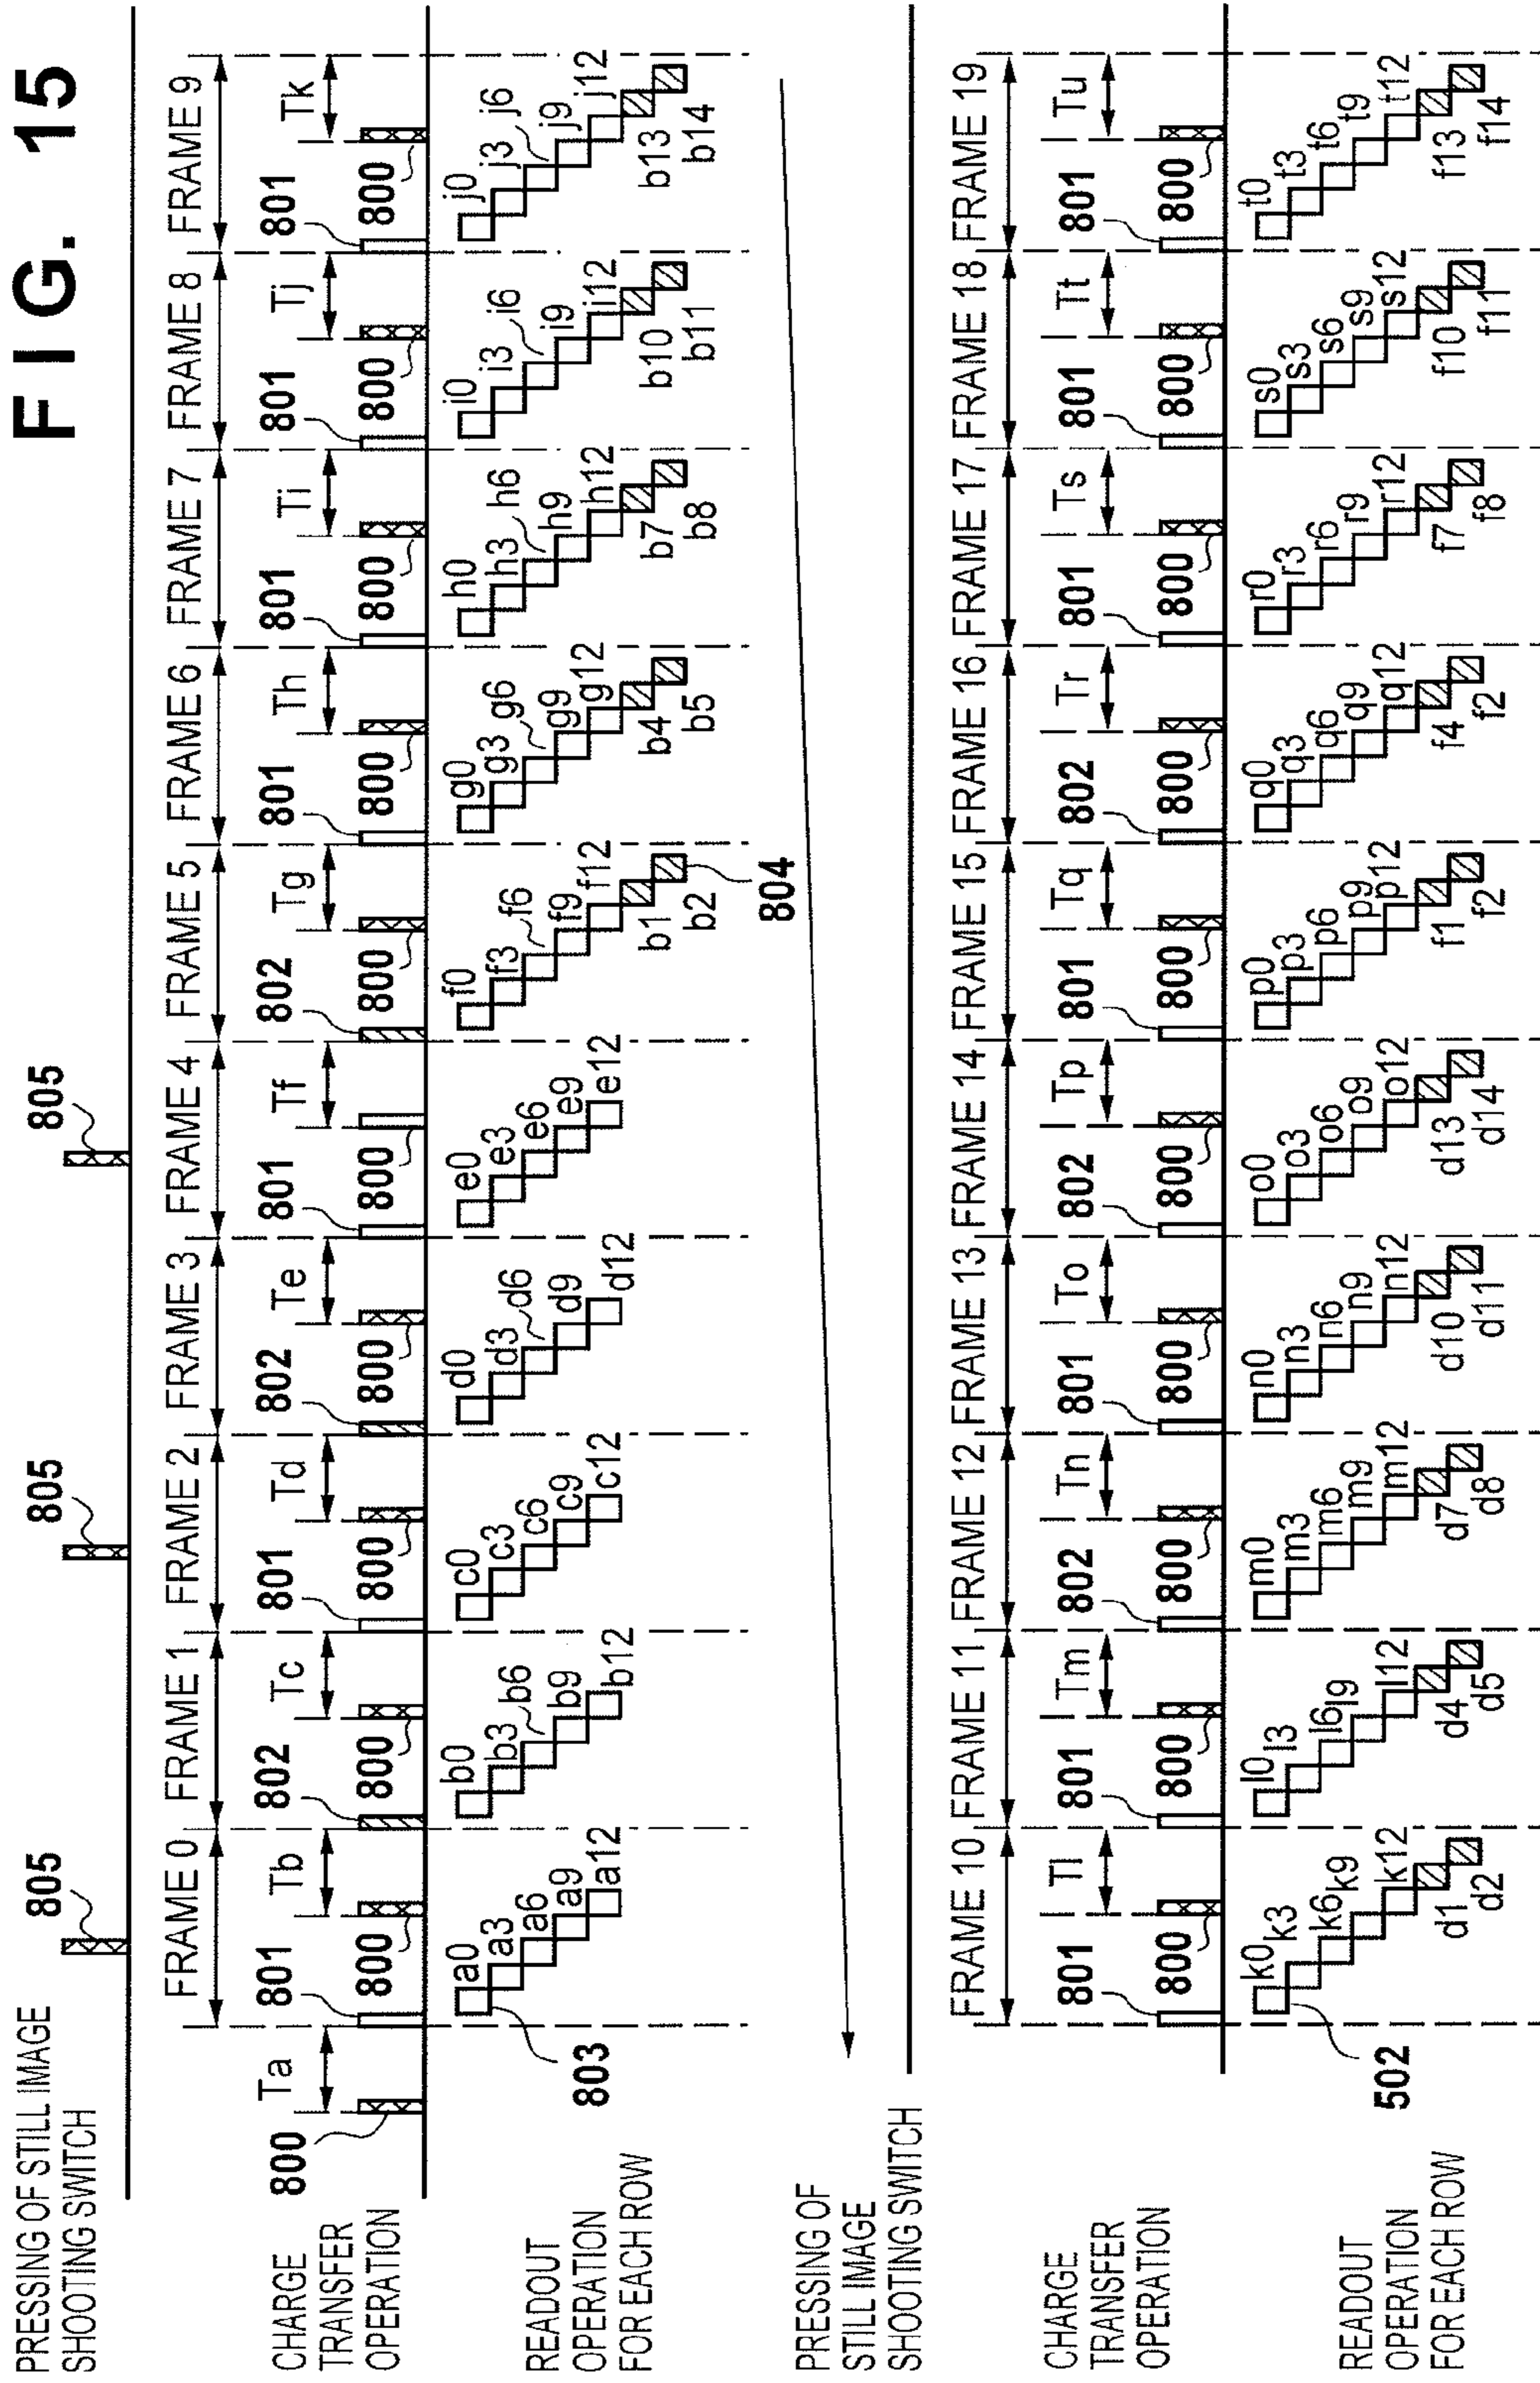 FIG. 15
PRESSING OF STILL IMAGE
SHOOTING SWITCH
805 805 805
FRAME 0 FRAME 1 FRAME 2 FRAME 3 FRAME 4 FRAME 5 FRAME 6 FRAME 7 FRAME 8 FRAME 9
Ta Tb Tc Td Te Tf Tg Th Ti Tj Tk
801 802 801 802 801 802 801 801 801 801
800 800 800 800 800 800 800 800 800 800 800
CHARGE
TRANSFER
OPERATION
READOUT
OPERATION
FOR EACH ROW
803
a0 a3 a6 a9 a12
b0 b3 b6 b9 b12
c0 c3 c6 c9 c12
d0 d3 d6 d9 d12
e0 e3 e6 e9 e12
f0 f3 f6 f9 f12 b1 b2
804
g0 g3 g6 g9 g12 b4 b5
h0 h3 h6 h9 h12 b7 b8
i0 i3 i6 i9 i12 b10 b11
j0 j3 j6 j9 j12 b13 b14
PRESSING OF
STILL IMAGE
SHOOTING SWITCH
FRAME 10 FRAME 11 FRAME 12 FRAME 13 FRAME 14 FRAME 15 FRAME 16 FRAME 17 FRAME 18 FRAME 19
Tl Tm Tn To Tp Tq Tr Ts Tt Tu
801 801 802 801 802 801 802 801 801 801
800 800 800 800 800 800 800 800 800 800
CHARGE
TRANSFER
OPERATION
READOUT
OPERATION
FOR EACH ROW
502
k0 k3 k6 k9 k12 d1 d2
l0 l3 l6 l9 l12 d4 d5
m0 m3 m6 m9 m12 d7 d8
n0 n3 n6 n9 n12 d10 d11
o0 o3 o6 o9 o12 d13 d14
p0 p3 p6 p9 p12 f1 f2
q0 q3 q6 q9 q12 f4 f2
r0 r3 r6 r9 r12 f7 f8
s0 s3 s6 s9 s12 f10 f11
t0 t3 t6 t9 t12 f13 f14